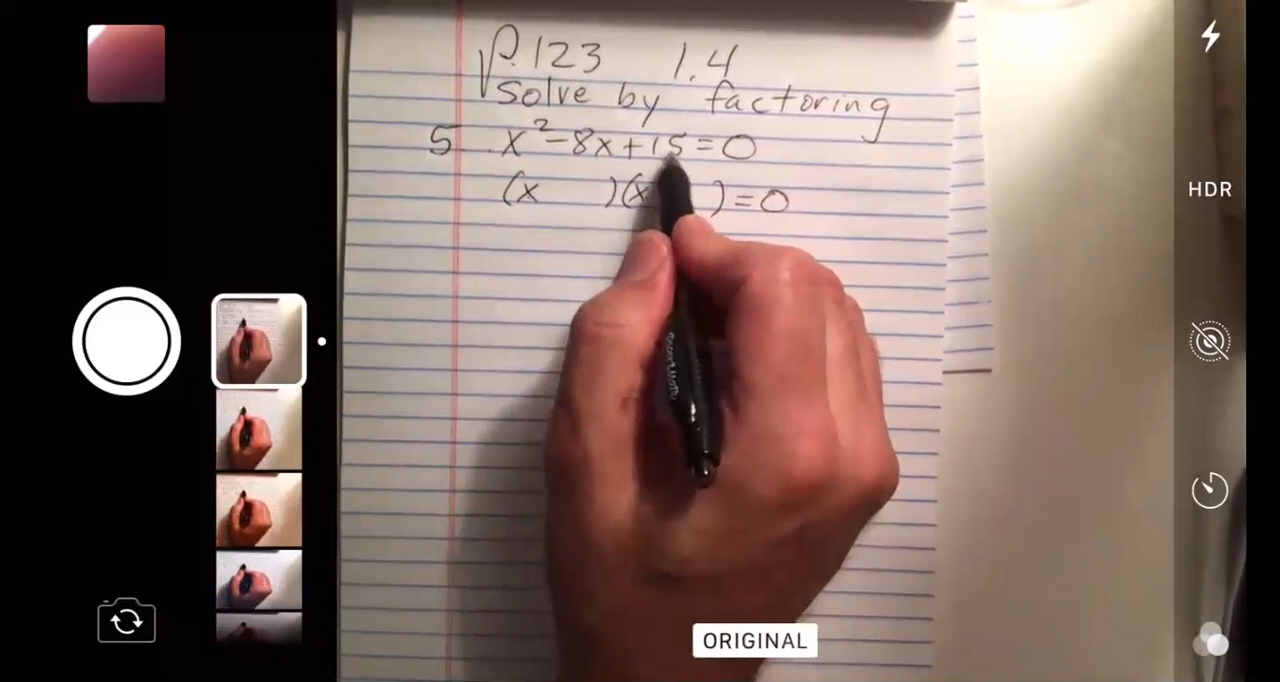 P.123 1.4
Solve by factoring
5 x²-8x+15=0
(x )(x )=0
HDR
ORIGINAL